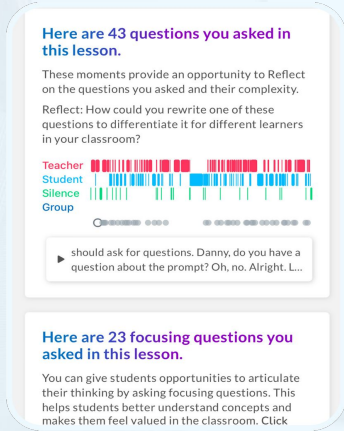 Here are 43 questions you asked in
this lesson.
These moments provide an opportunity to Reflect
on the questions you asked and their complexity.
Reflect: How could you rewrite one of these
questions to differentiate it for different learners
in your classroom?
Teacher
Student
Silence
Group
should ask for questions. Danny, do you have a
question about the prompt? Oh, no. Alright. L...
Here are 23 focusing questions you
asked in this lesson.
You can give students opportunities to articulate
their thinking by asking focusing questions. This
helps students better understand concepts and
makes them feel valued in the classroom. Click